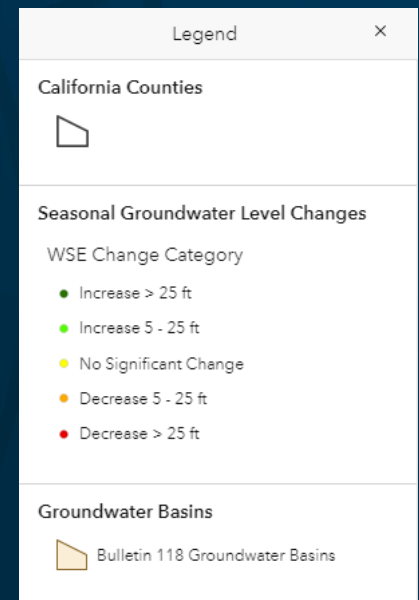 Legend
California Counties
Seasonal Groundwater Level Changes
WSE Change Category
Increase > 25 ft
Increase 5 - 25 ft
No Significant Change
Decrease 5 - 25 ft
Decrease > 25 ft
Groundwater Basins
Bulletin 118 Groundwater Basins